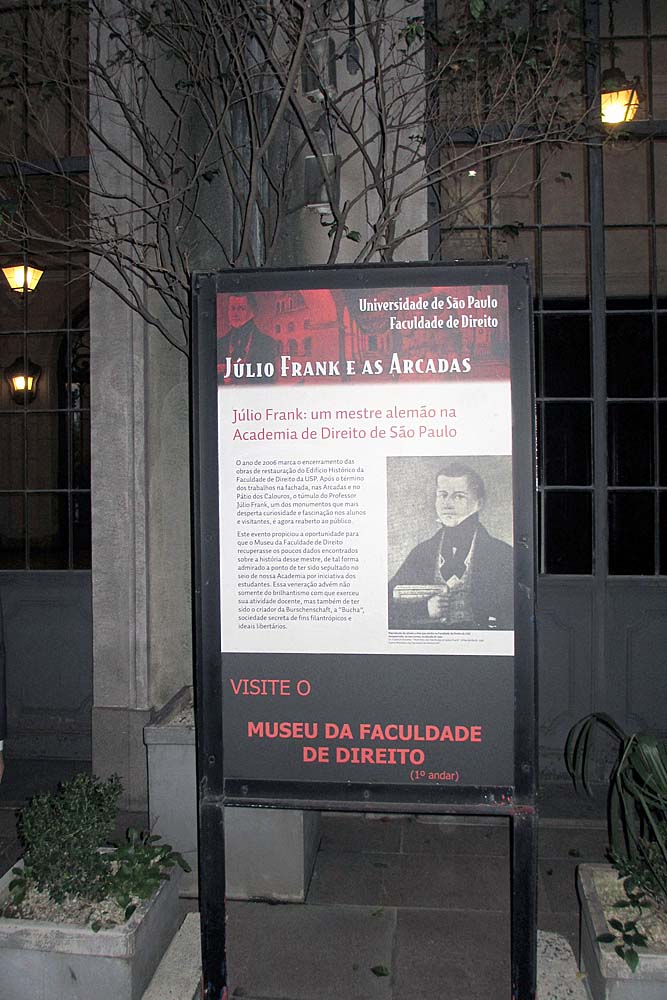 Universidade de São Paulo
Faculdade de Direito
JÚLIO FRANK E AS ARCADAS
Júlio Frank: um mestre alemão na
Academia de Direito de São Paulo
O ano de 2006 marca o encerramento das
obras de restauração do Edifício Histórico da
Faculdade de Direito da USP. Após o término
dos trabalhos na fachada, nas Arcadas e no
Pátio dos Calouros, o túmulo do Professor
Júlio Frank, um dos monumentos que mais
desperta curiosidade e fascinação nos alunos
e visitantes, é agora reaberto ao público.
Este evento propiciou a oportunidade para
que o Museu da Faculdade de Direito
recuperasse os poucos dados encontrados
sobre a história desse mestre, de tal forma
admirado a ponto de ter sido sepultado no
seio de nossa Academia por iniciativa dos
estudantes. Essa veneração advém não
somente do brilhantismo com que exerceu
sua atividade docente, mas também de ter
sido o criador da Burschenschaft, a "Bucha",
sociedade secreta de fins filantrópicos e
ideais libertários.
VISITE O
MUSEU DA FACULDADE
DE DIREITO
(1º andar)